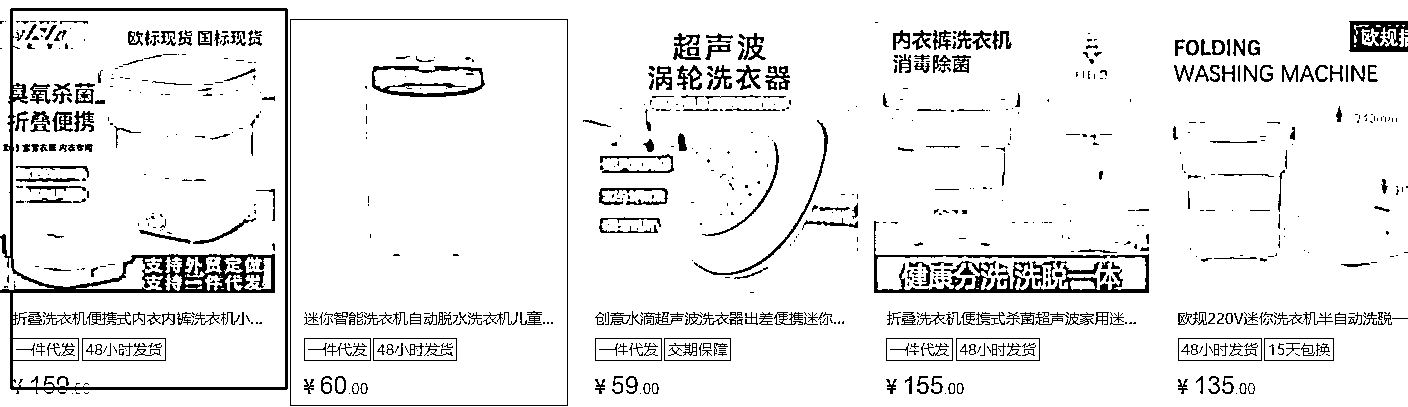 欧标现货 国标现货
臭氧杀菌
折叠便携
支持外贸定做
支持一件代发
折叠洗衣机便携式内衣内裤洗衣机小...
一件代发 48小时发货
¥159.00
迷你智能洗衣机自动脱水洗衣机儿童...
一件代发 48小时发货
¥60.00
超声波
涡轮洗衣器
创意水滴超声波洗衣器出差便携迷你...
一件代发 交期保障
¥59.00
内衣裤洗衣机
消毒除菌
健康分洗 洗脱一体
折叠洗衣机便携式杀菌超声波家用迷...
一件代发 48小时发货
¥155.00
欧规插
FOLDING
WASHING MACHINE
欧规220V迷你洗衣机半自动洗脱一
48小时发货 15天包换
¥135.00